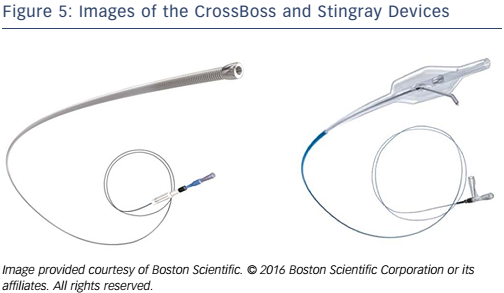 Figure 5: Images of the CrossBoss and Stingray Devices
Image provided courtesy of Boston Scientific. © 2016 Boston Scientific Corporation or its
affiliates. All rights reserved.